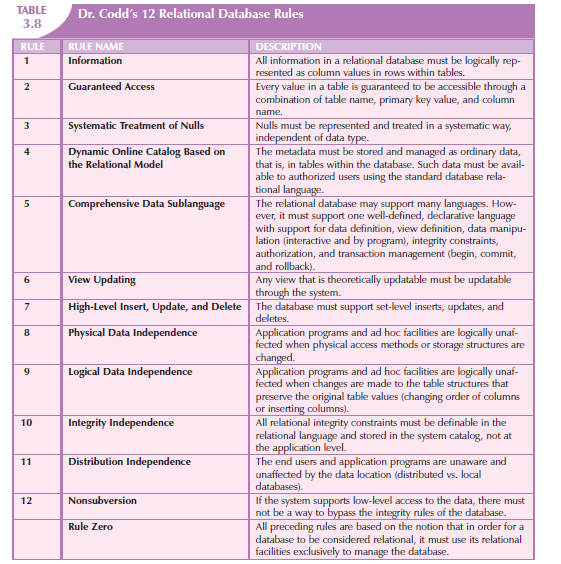 TABLE
3.8
Dr. Codd's 12 Relational Database Rules
RULE RULE NAME DESCRIPTION
1 Information All information in a relational database must be logically rep-
resented as column values in rows within tables.
2 Guaranteed Access Every value in a table is guaranteed to be accessible through a
combination of table name, primary key value, and column
name.
3 Systematic Treatment of Nulls Nulls must be represented and treated in a systematic way,
independent of data type.
4 Dynamic Online Catalog Based on The metadata must be stored and managed as ordinary data,
the Relational Model that is, in tables within the database. Such data must be avail-
able to authorized users using the standard database rela-
tional language.
5 Comprehensive Data Sublanguage The relational database may support many languages. How-
ever, it must support one well-defined, declarative language
with support for data definition, view definition, data manipu-
lation (interactive and by program), integrity constraints,
authorization, and transaction management (begin, commit,
and rollback).
6 View Updating Any view that is theoretically updatable must be updatable
through the system.
7 High-Level Insert, Update, and Delete The database must support set-level inserts, updates, and
deletes.
8 Physical Data Independence Application programs and ad hoc facilities are logically unaf-
fected when physical access methods or storage structures are
changed.
9 Logical Data Independence Application programs and ad hoc facilities are logically unaf-
fected when changes are made to the table structures that
preserve the original table values (changing order of columns
or inserting columns).
10 Integrity Independence All relational integrity constraints must be definable in the
relational language and stored in the system catalog, not at
the application level.
11 Distribution Independence The end users and application programs are unaware and
unaffected by the data location (distributed vs. local
databases).
12 Nonsubversion If the system supports low-level access to the data, there must
not be a way to bypass the integrity rules of the database.
Rule Zero All preceding rules are based on the notion that in order for a
database to be considered relational, it must use its relational
facilities exclusively to manage the database.